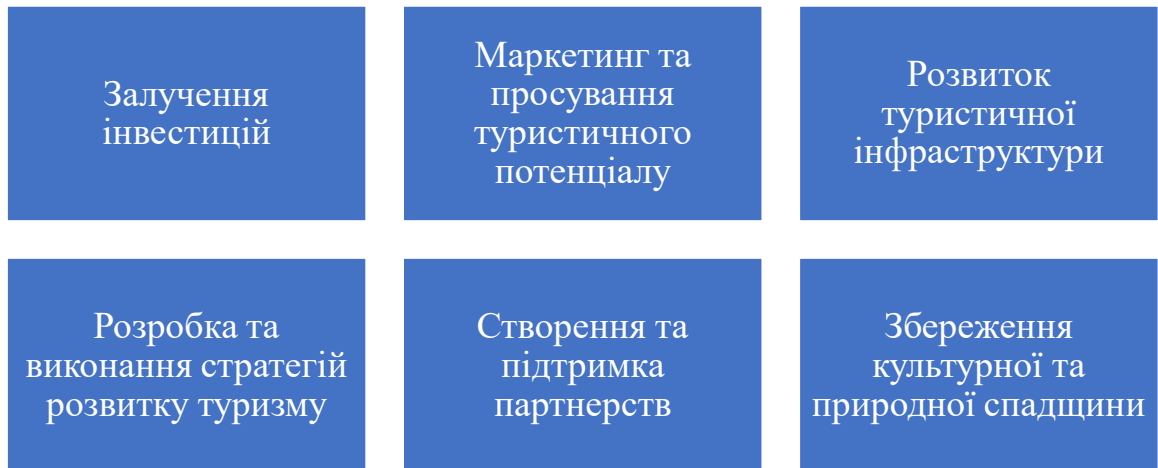 Залучення
інвестицій
Маркетинг та
просування
туристичного
потенціалу
Розвиток
туристичної
інфраструктури
Розробка та
виконання стратегій
розвитку туризму
Створення та
підтримка
партнерств
Збереження
культурної та
природної спадщини